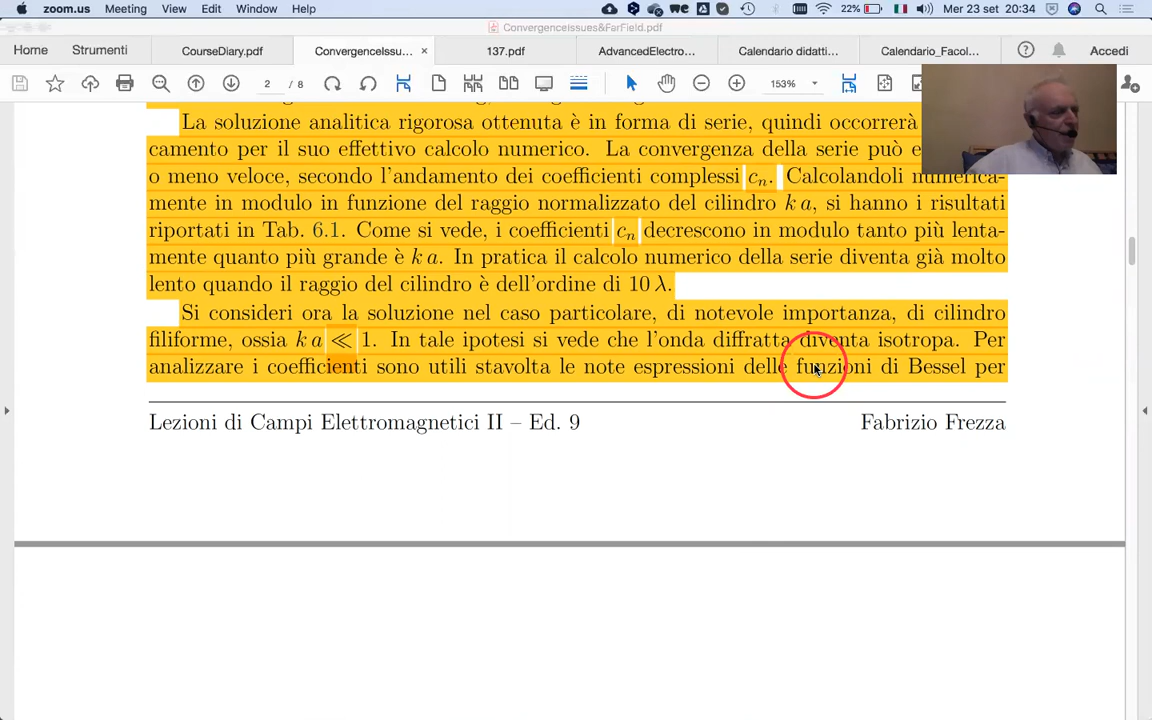 zoom.us Meeting View Edit Window Help 22% Mer 23 set 20:34
ConvergenceIssues&FarField.pdf
Home Strumenti CourseDiary.pdf ConvergenceIssu... × 137.pdf AdvancedElectro... Calendario didatti... Calendario_Facol... Accedi
2 / 8 153%
La soluzione analitica rigorosa ottenuta è in forma di serie, quindi occorrerà
camento per il suo effettivo calcolo numerico. La convergenza della serie può e
o meno veloce, secondo l'andamento dei coefficienti complessi cₙ. Calcolandoli numerica-
mente in modulo in funzione del raggio normalizzato del cilindro k a, si hanno i risultati
riportati in Tab. 6.1. Come si vede, i coefficienti cₙ decrescono in modulo tanto più lenta-
mente quanto più grande è k a. In pratica il calcolo numerico della serie diventa già molto
lento quando il raggio del cilindro è dell'ordine di 10 λ.
Si consideri ora la soluzione nel caso particolare, di notevole importanza, di cilindro
filiforme, ossia k a ≪ 1. In tale ipotesi si vede che l'onda diffratta diventa isotropa. Per
analizzare i coefficienti sono utili stavolta le note espressioni delle funzioni di Bessel per
Lezioni di Campi Elettromagnetici II – Ed. 9 Fabrizio Frezza